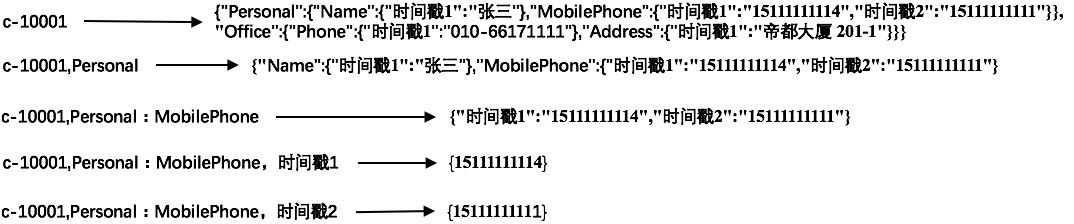 c-10001
{"Personal":{"Name":{"时间戳1":"张三"},"MobilePhone":{"时间戳1":"15111111114","时间戳2":"15111111111"}},
"Office":{"Phone":{"时间戳1":"010-66171111"},"Address":{"时间戳1":"帝都大厦 201-1"}}}
c-10001,Personal
{"Name":{"时间戳1":"张三"},"MobilePhone":{"时间戳1":"15111111114","时间戳2":"15111111111"}
c-10001,Personal：MobilePhone
{"时间戳1":"15111111114","时间戳2":"15111111111"}
c-10001,Personal：MobilePhone，时间戳1
{15111111114}
c-10001,Personal：MobilePhone，时间戳2
{15111111111}